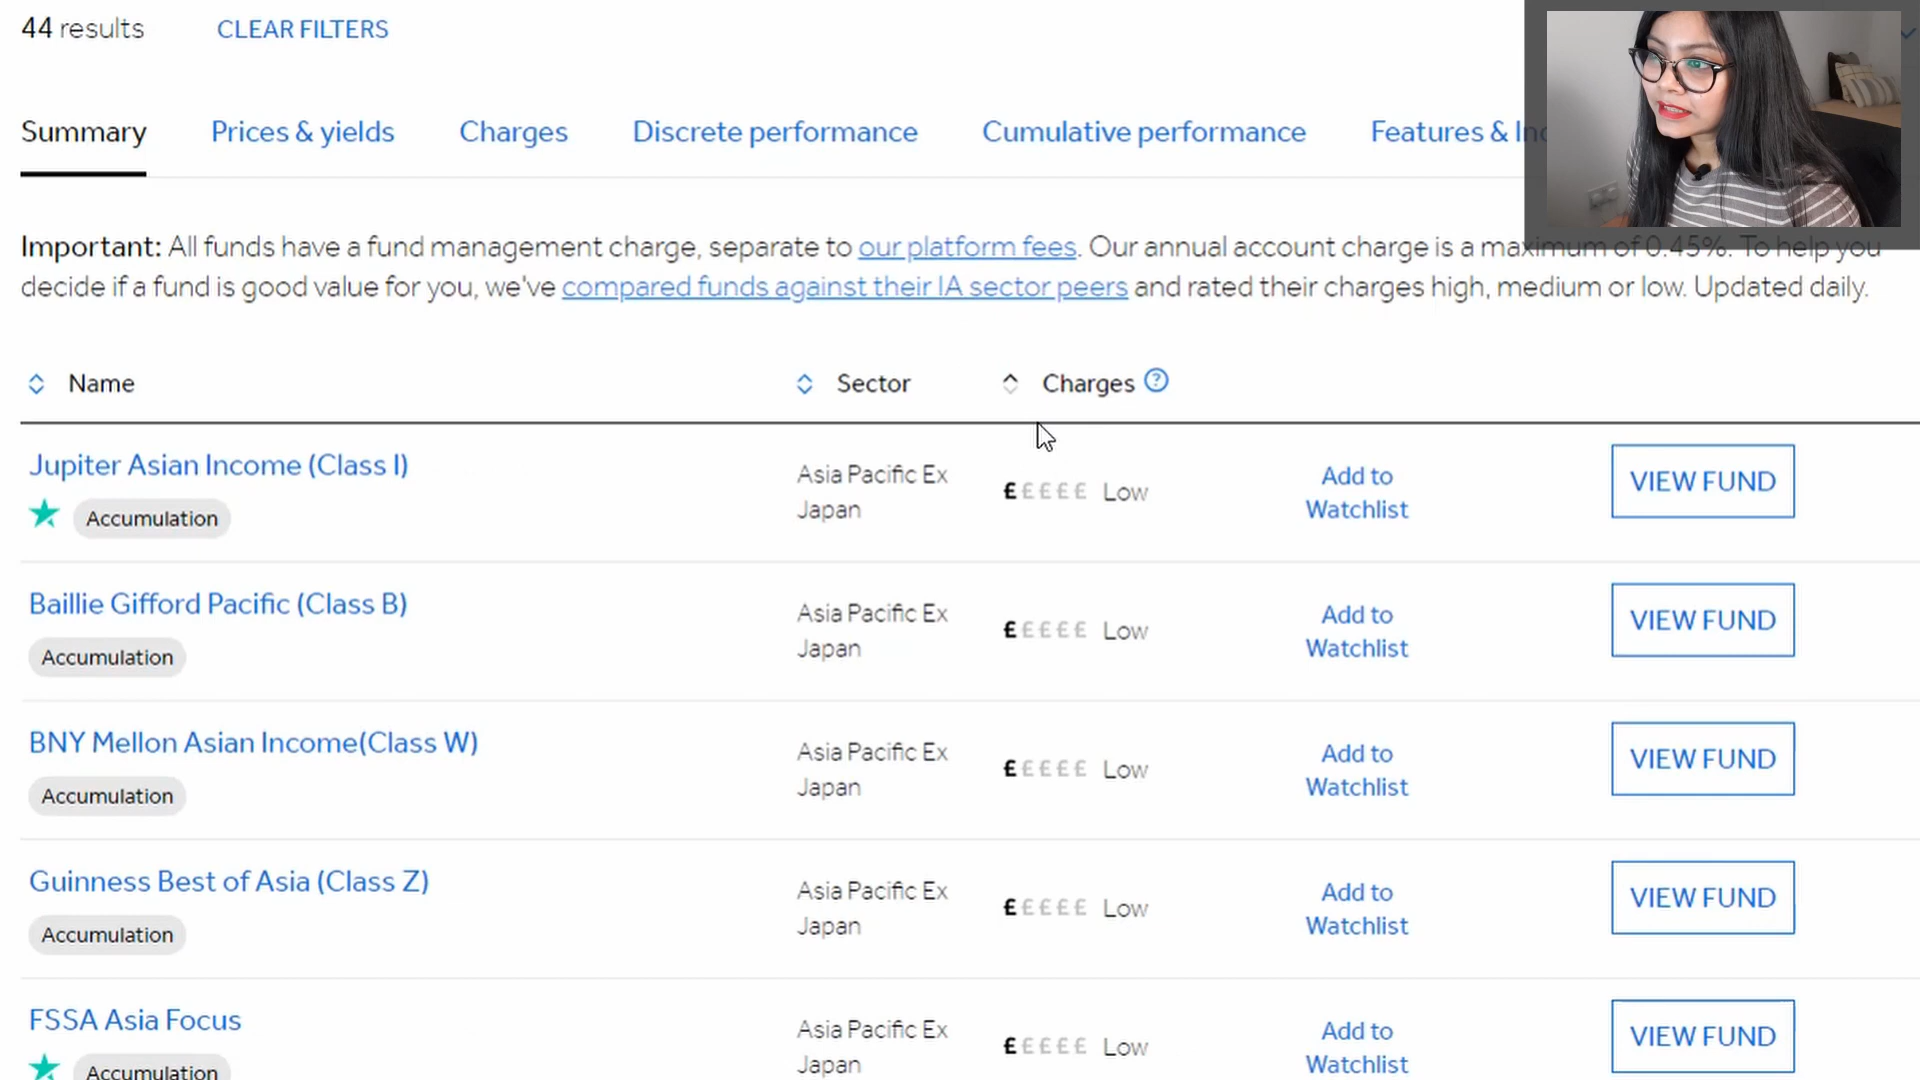 44 results CLEAR FILTERS
Summary Prices & yields Charges Discrete performance Cumulative performance Features &
Important: All funds have a fund management charge, separate to our platform fees. Our annual account charge is a maximum of 0.45%. To help you
decide if a fund is good value for you, we've compared funds against their IA sector peers and rated their charges high, medium or low. Updated daily.
Name Sector Charges ?
Jupiter Asian Income (Class I)
Accumulation
Asia Pacific Ex
Japan
£££££ Low
Add to
Watchlist
VIEW FUND
Baillie Gifford Pacific (Class B)
Accumulation
Asia Pacific Ex
Japan
£££££ Low
Add to
Watchlist
VIEW FUND
BNY Mellon Asian Income(Class W)
Accumulation
Asia Pacific Ex
Japan
£££££ Low
Add to
Watchlist
VIEW FUND
Guinness Best of Asia (Class Z)
Accumulation
Asia Pacific Ex
Japan
£££££ Low
Add to
Watchlist
VIEW FUND
FSSA Asia Focus
Accumulation
Asia Pacific Ex
Japan
£££££ Low
Add to
Watchlist
VIEW FUND